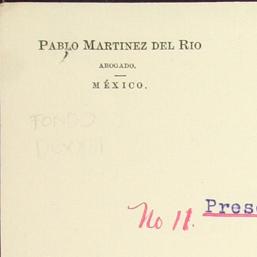 PABLO MARTINEZ DEL RIO
ABOGADO.
MÉXICO.
FONDO
DCXXIII
No 11. Pres